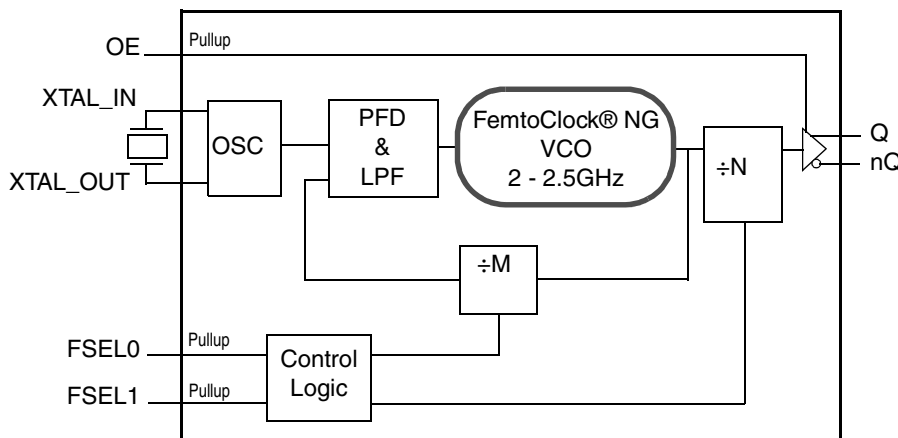 OE
Pullup
XTAL_IN
OSC
XTAL_OUT
PFD
&
LPF
FemtoClock® NG
VCO
2 - 2.5GHz
÷N
Q
nQ
÷M
FSEL0
Pullup
FSEL1
Pullup
Control
Logic